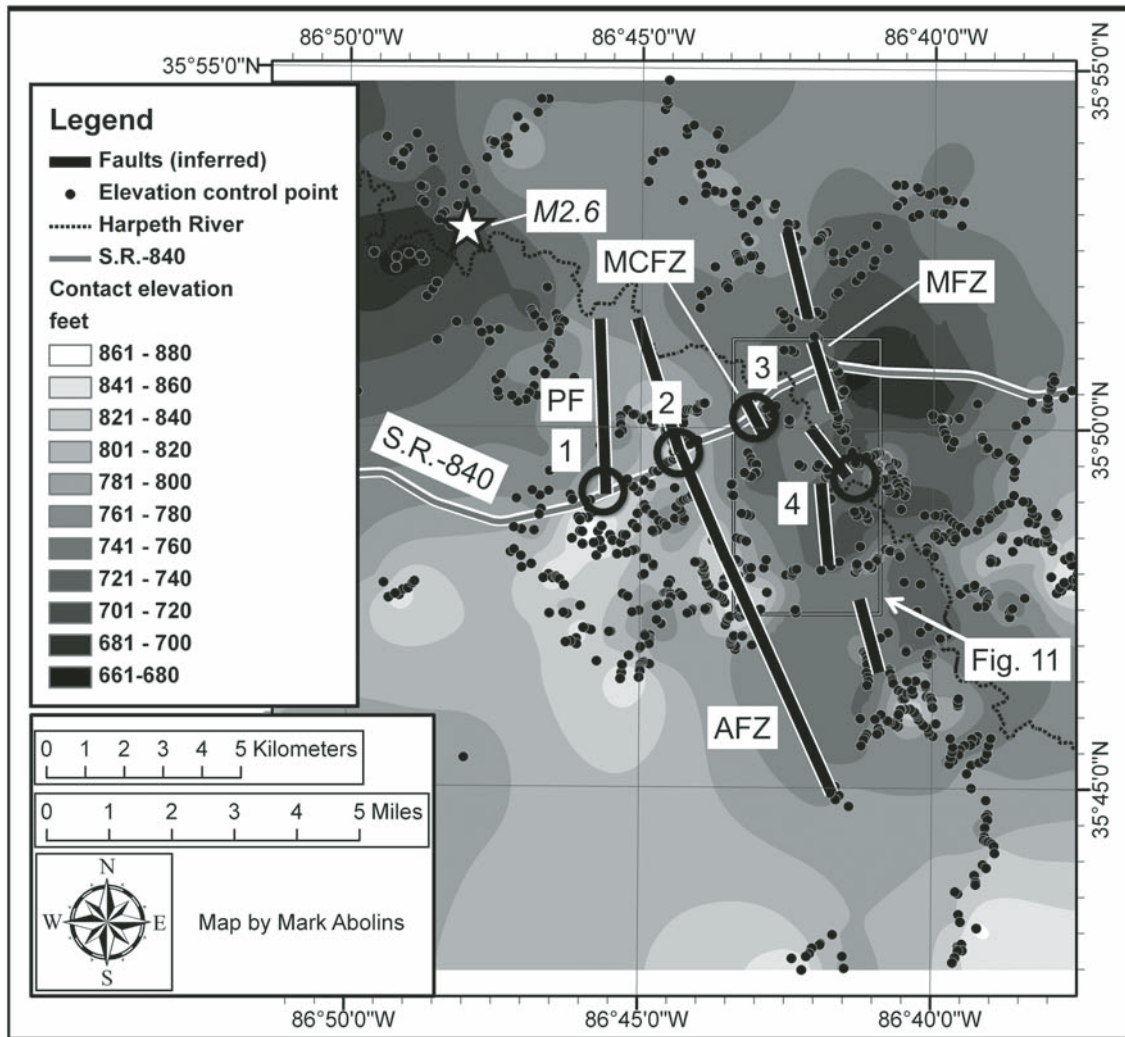 86°50'0"W 86°45'0"W 86°40'0"W
35°55'0"N
35°55'0"N
Legend
Faults (inferred)
Elevation control point
Harpeth River
S.R.-840
Contact elevation
feet
861 - 880
841 - 860
821 - 840
801 - 820
781 - 800
761 - 780
741 - 760
721 - 740
701 - 720
681 - 700
661-680
M2.6
MCFZ
MFZ
3
PF
2
1
S.R.-840
35°50'0"N
4
Fig. 11
AFZ
35°45'0"N
0 1 2 3 4 5 Kilometers
0 1 2 3 4 5 Miles
N
W E
S
Map by Mark Abolins
86°50'0"W 86°45'0"W 86°40'0"W